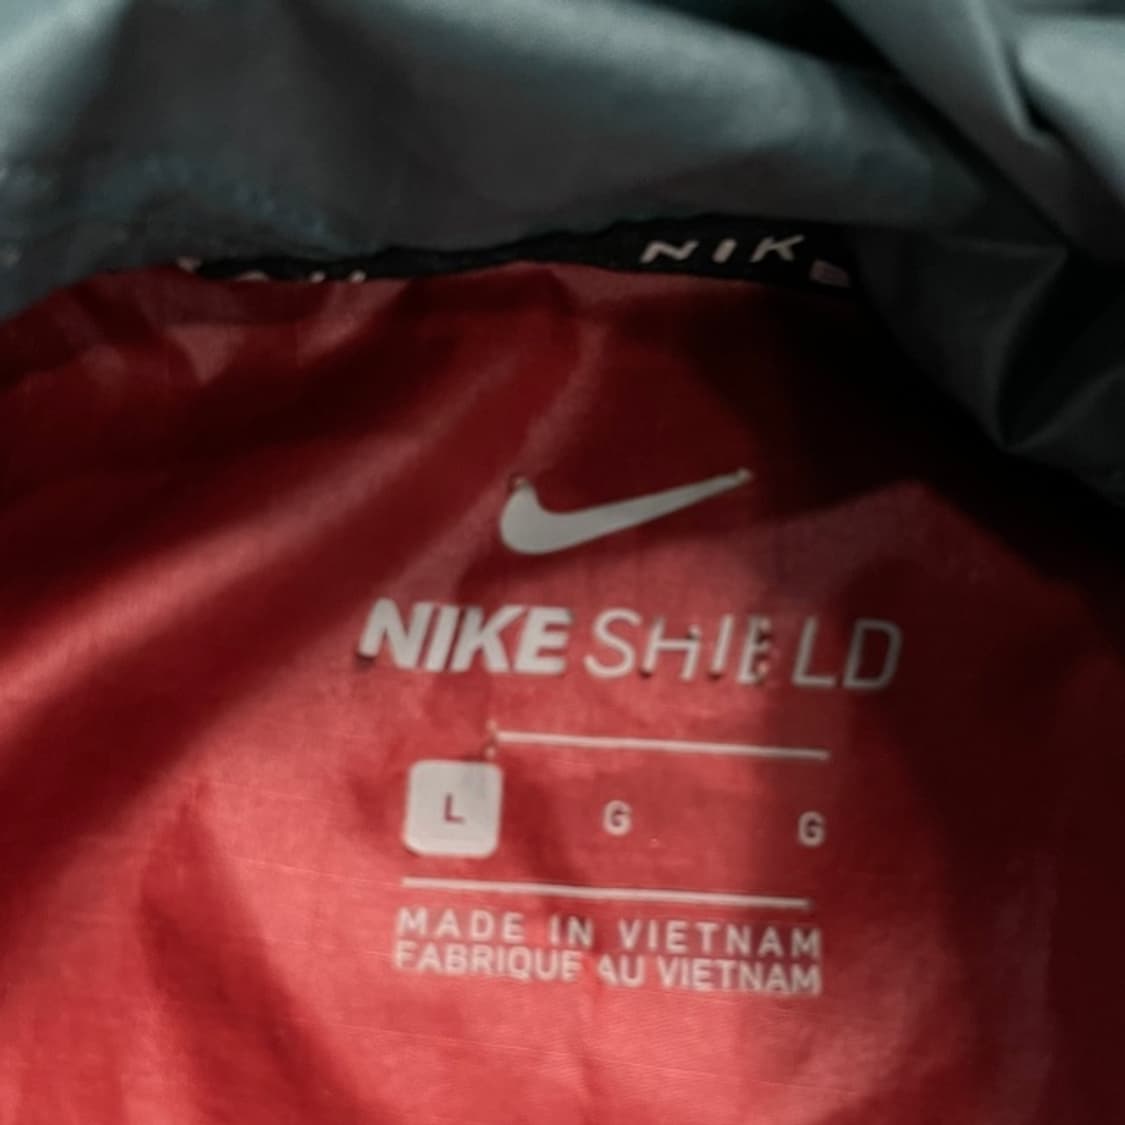 NIK
NIKE SHIELD
L G G
MADE IN VIETNAM
FABRIQUE AU VIETNAM